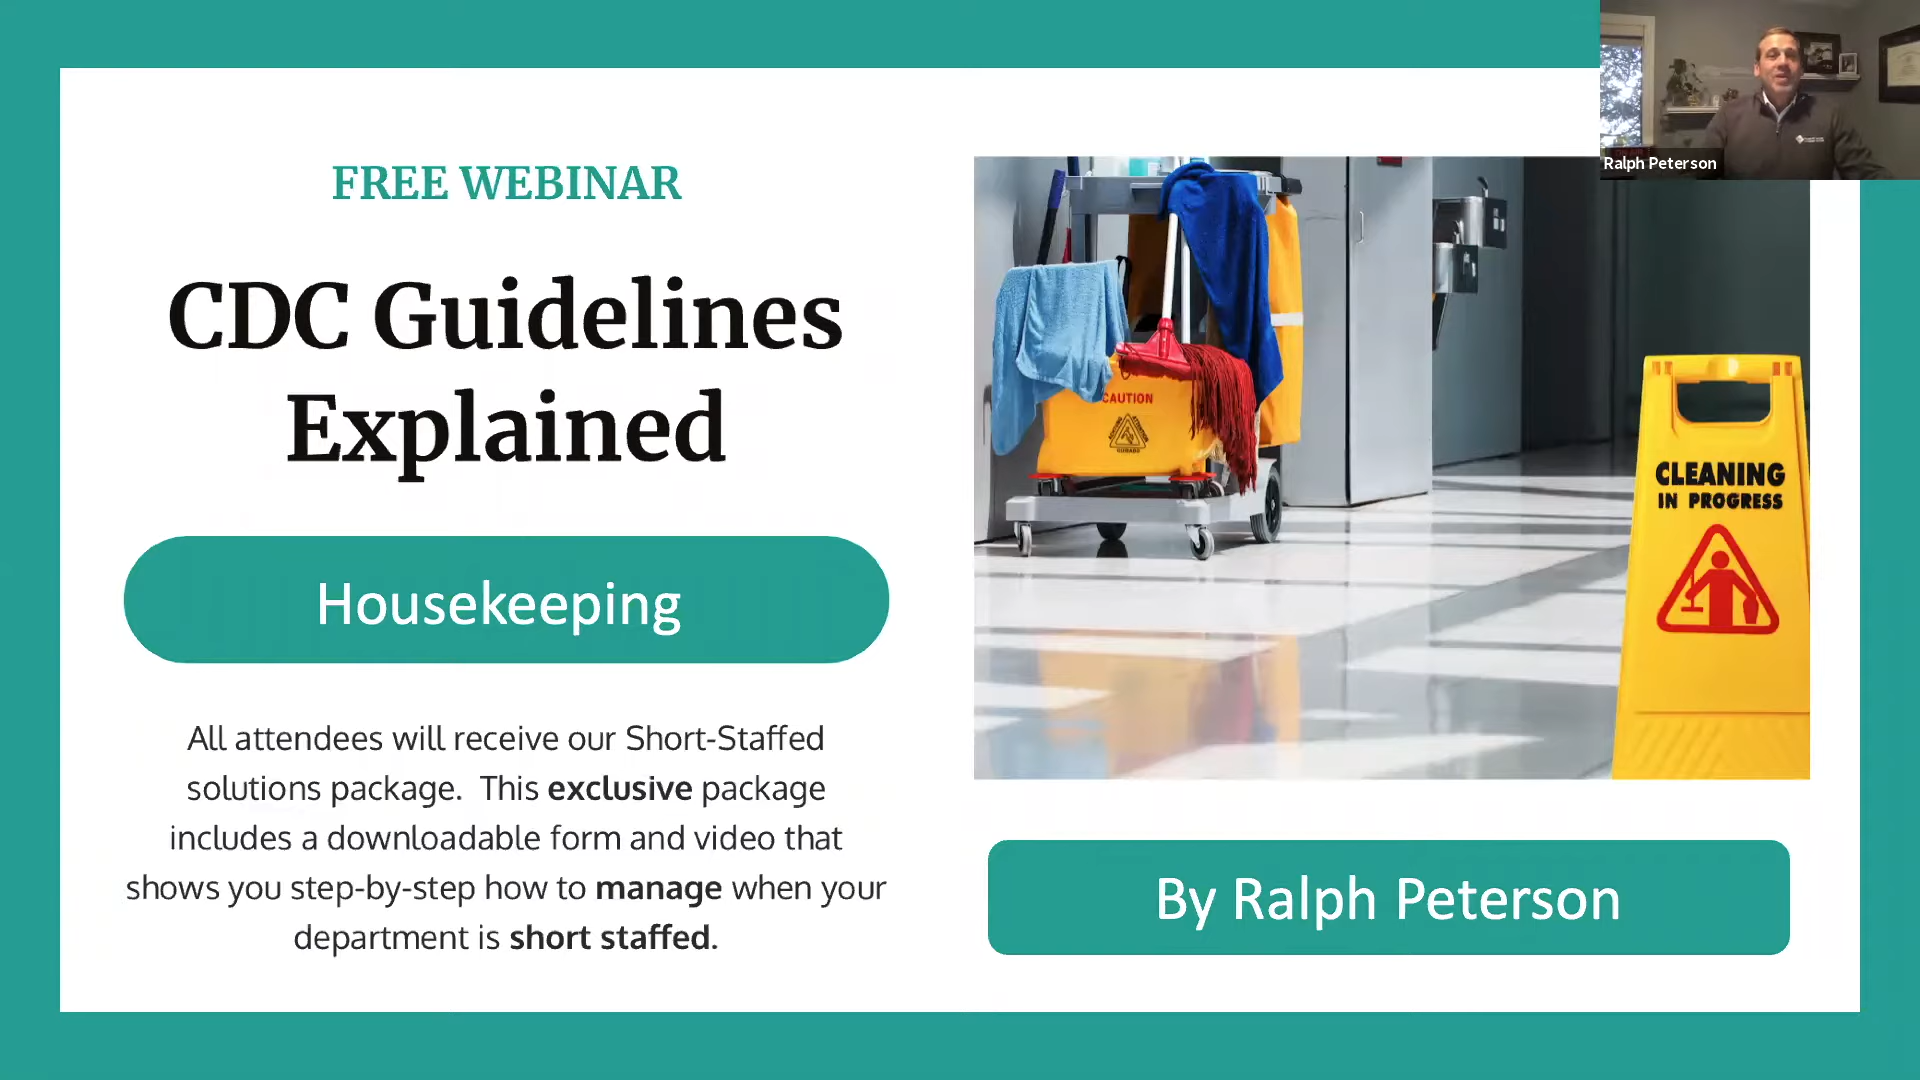 FREE WEBINAR
CDC Guidelines
Explained
Housekeeping
All attendees will receive our Short-Staffed
solutions package.  This exclusive package
includes a downloadable form and video that
shows you step-by-step how to manage when your
department is short staffed.
Ralph Peterson
CAUTION
CLEANING
IN PROGRESS
By Ralph Peterson